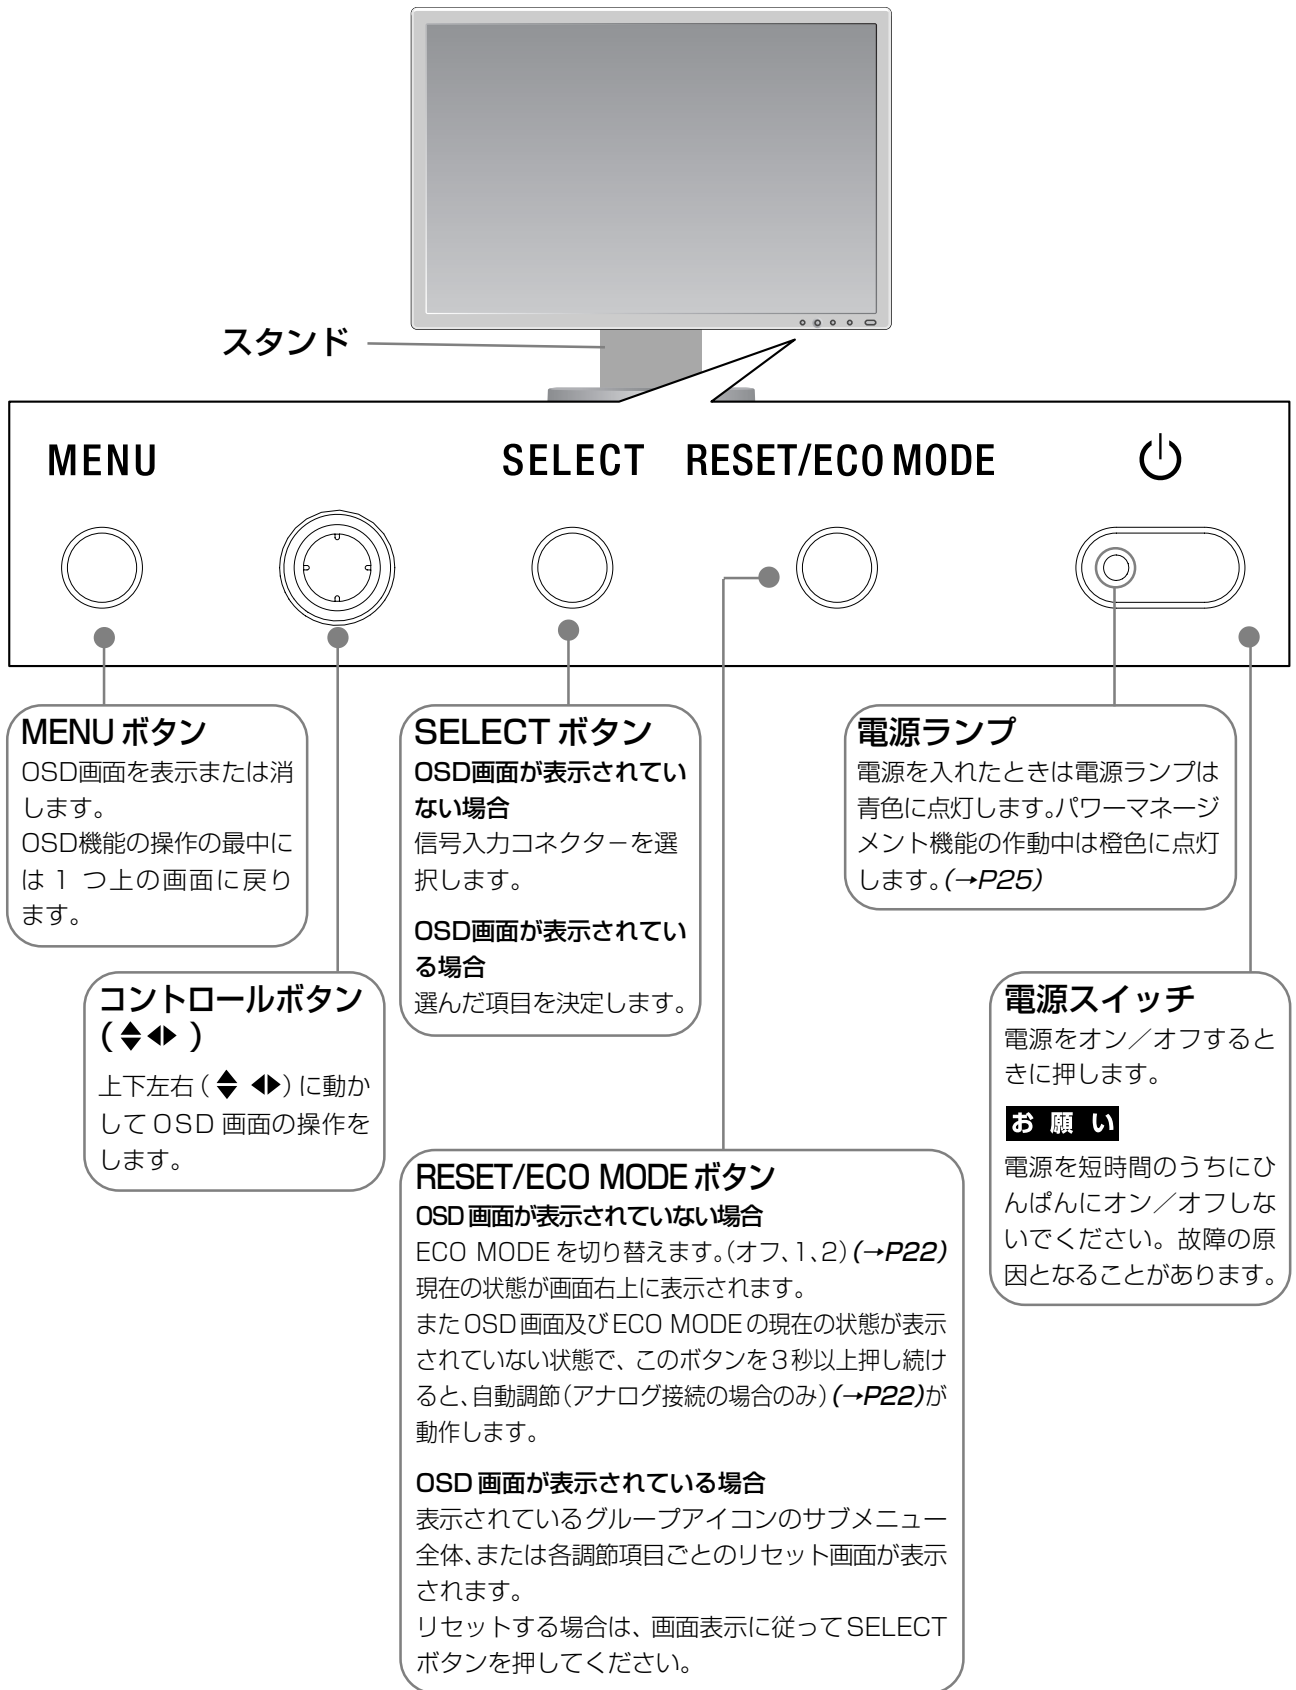 スタンド
MENU
SELECT
RESET/ECO MODE
MENU ボタン
OSD画面を表示または消
します。
OSD機能の操作の最中に
は 1 つ上の画面に戻り
ます。
コントロールボタン
(◆◀▶)
上下左右(◆ ◀▶)に動か
して OSD 画面の操作を
します。
SELECT ボタン
OSD画面が表示されてい
ない場合
信号入力コネクターを選
択します。
OSD画面が表示されてい
る場合
選んだ項目を決定します。
RESET/ECO MODE ボタン
OSD 画面が表示されていない場合
ECO MODE を切り替えます。(オフ、1、2)(→P22)
現在の状態が画面右上に表示されます。
また OSD 画面及び ECO MODE の現在の状態が表示
されていない状態で、このボタンを3秒以上押し続け
ると、自動調節(アナログ接続の場合のみ)(→P22)が
動作します。
OSD 画面が表示されている場合
表示されているグループアイコンのサブメニュー
全体、または各調節項目ごとのリセット画面が表示
されます。
リセットする場合は、画面表示に従って SELECT
ボタンを押してください。
電源ランプ
電源を入れたときは電源ランプは
青色に点灯します。パワーマネージ
メント機能の作動中は橙色に点灯
します。(→P25)
電源スイッチ
電源をオン／オフすると
きに押します。
お 願 い
電源を短時間のうちにひ
んぱんにオン／オフしな
いでください。故障の原
因となることがあります。